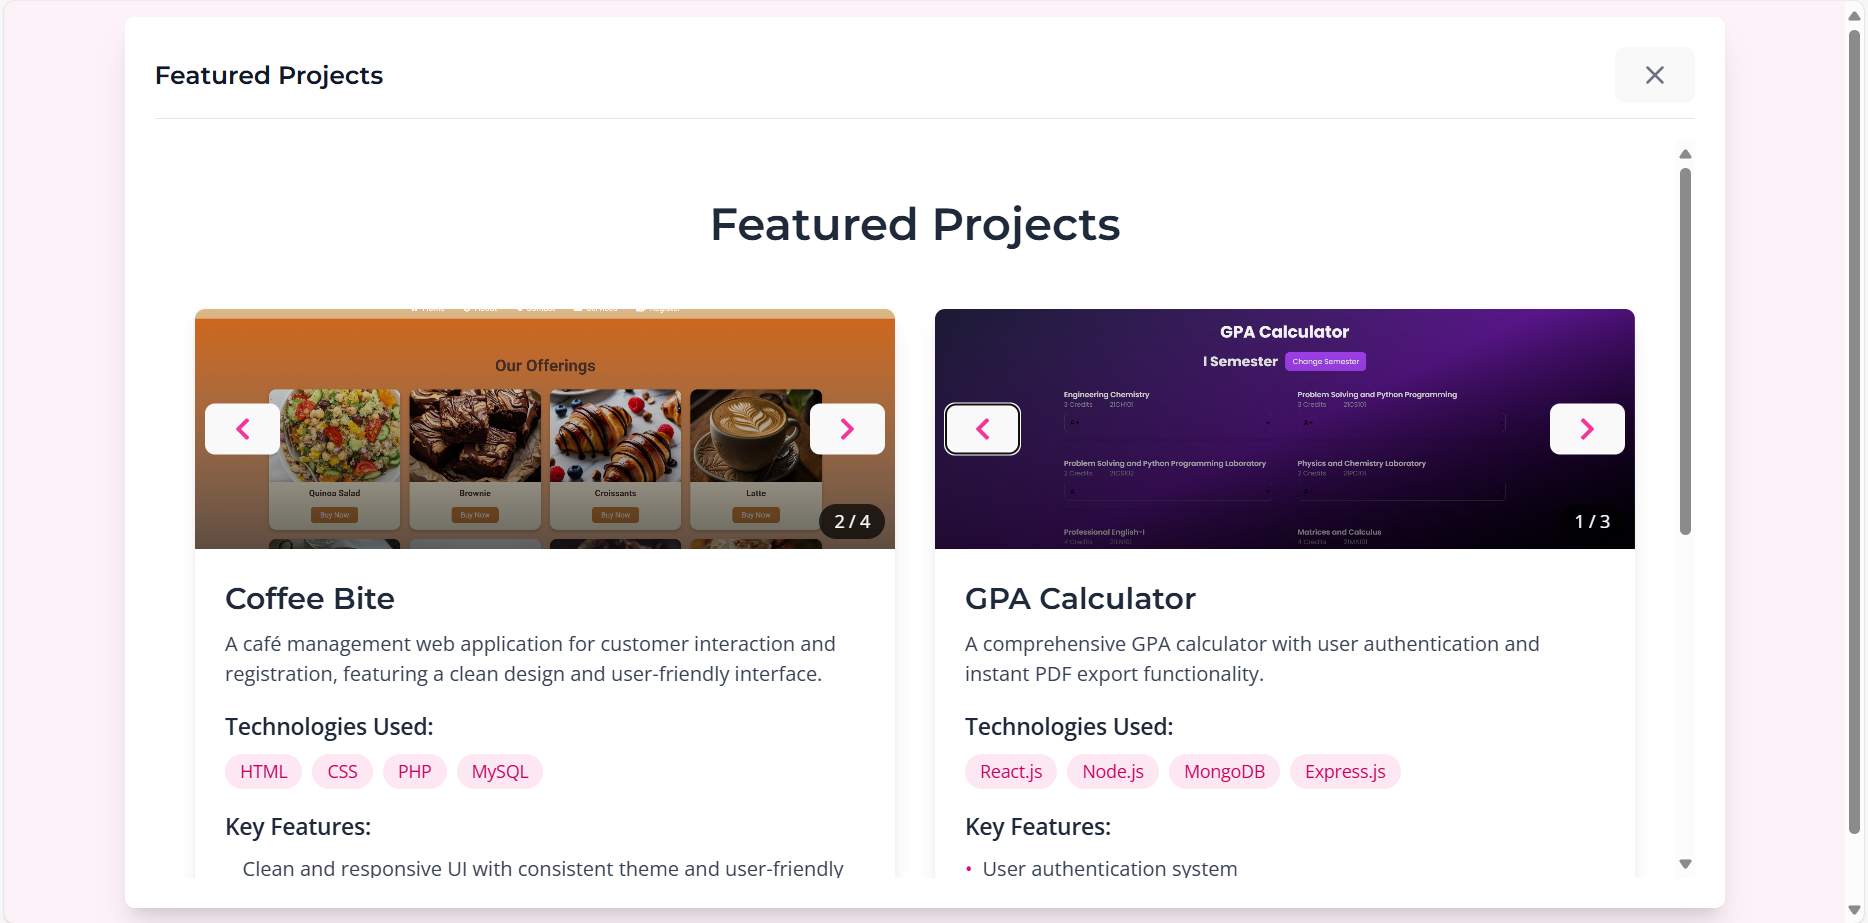 Featured Projects
Featured Projects
Our Offerings
Quinoa Salad
Brownie
Croissants
Latte
Buy Now
Buy Now
Buy Now
Buy Now
2 / 4
Coffee Bite
A café management web application for customer interaction and
registration, featuring a clean design and user-friendly interface.
Technologies Used:
HTML
CSS
PHP
MySQL
Key Features:
Clean and responsive UI with consistent theme and user-friendly
GPA Calculator
I Semester
Change Semester
Engineering Chemistry
3 Credits 21CH101
Problem Solving and Python Programming
3 Credits 21CS101
Problem Solving and Python Programming Laboratory
2 Credits 21CS102
Physics and Chemistry Laboratory
2 Credits 21PC101
Professional English-I
4 Credits 21EN101
Matrices and Calculus
4 Credits 21MA101
1 / 3
GPA Calculator
A comprehensive GPA calculator with user authentication and
instant PDF export functionality.
Technologies Used:
React.js
Node.js
MongoDB
Express.js
Key Features:
• User authentication system